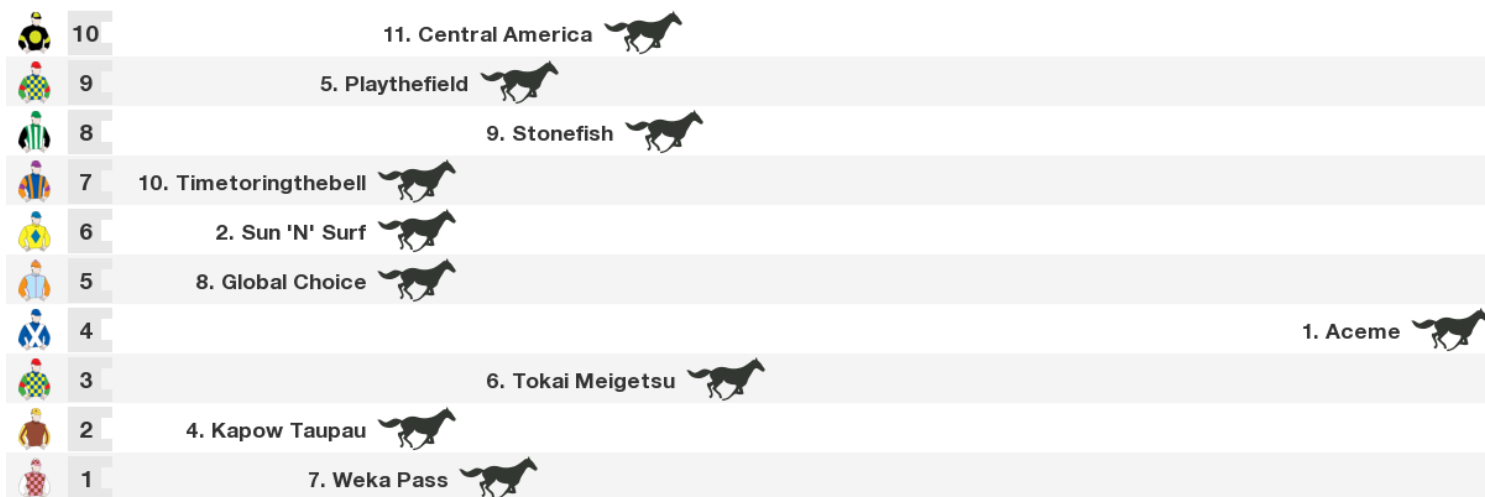 10 11. Central America
9 5. Playthefield
8 9. Stonefish
7 10. Timetoringthebell
6 2. Sun 'N' Surf
5 8. Global Choice
4 1. Aceme
3 6. Tokai Meigetsu
2 4. Kapow Taupau
1 7. Weka Pass